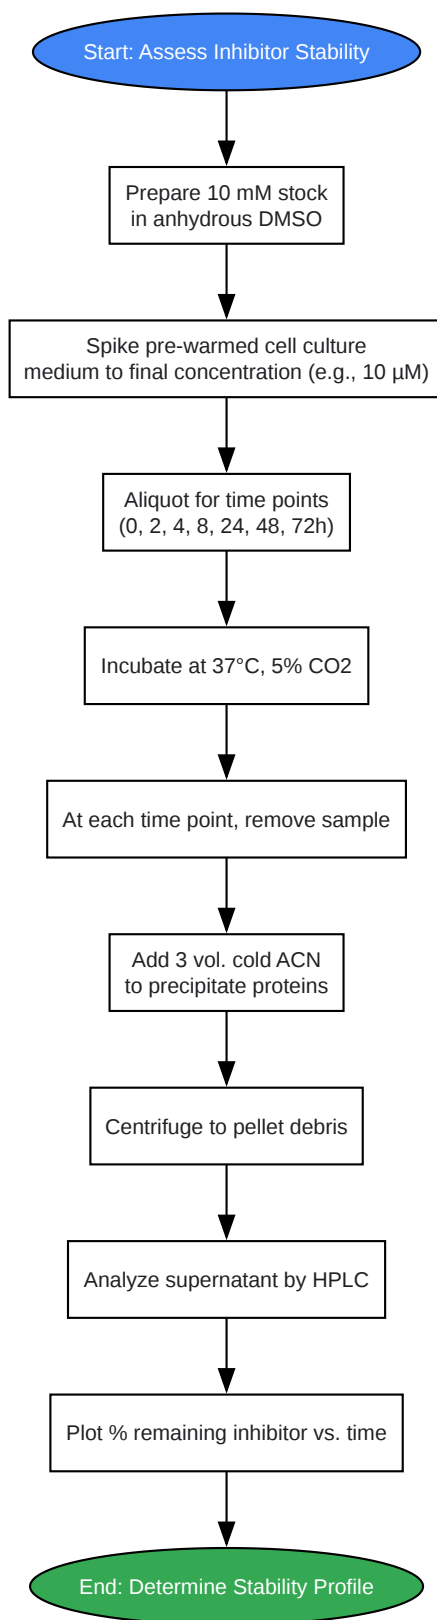 Start: Assess Inhibitor Stability
Prepare 10 mM stock
in anhydrous DMSO
Spike pre-warmed cell culture
medium to final concentration (e.g., 10 µM)
Aliquot for time points
(0, 2, 4, 8, 24, 48, 72h)
Incubate at 37°C, 5% CO2
At each time point, remove sample
Add 3 vol. cold ACN
to precipitate proteins
Centrifuge to pellet debris
Analyze supernatant by HPLC
Plot % remaining inhibitor vs. time
End: Determine Stability Profile